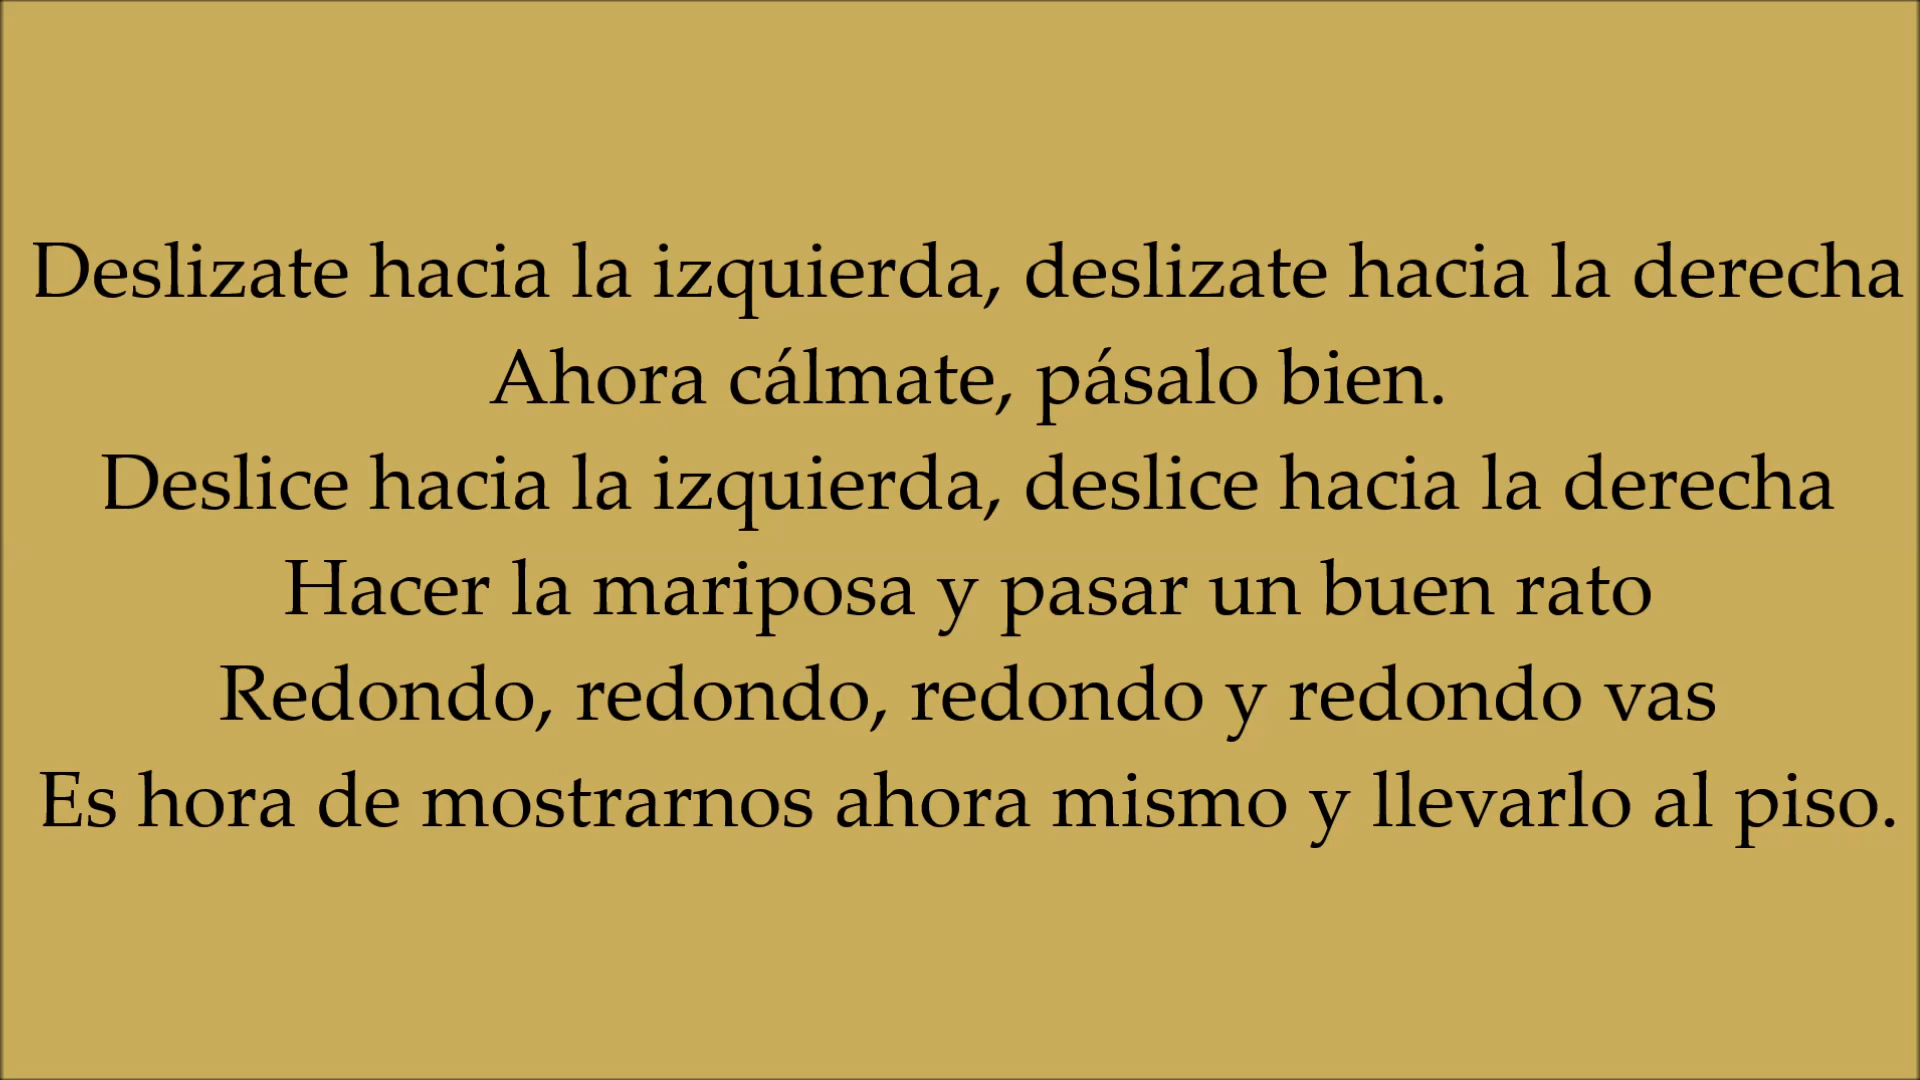 Deslizate hacia la izquierda, deslizate hacia la derecha
Ahora cálmate, pásalo bien.
Deslice hacia la izquierda, deslice hacia la derecha
Hacer la mariposa y pasar un buen rato
Redondo, redondo, redondo y redondo vas
Es hora de mostrarnos ahora mismo y llevarlo al piso.